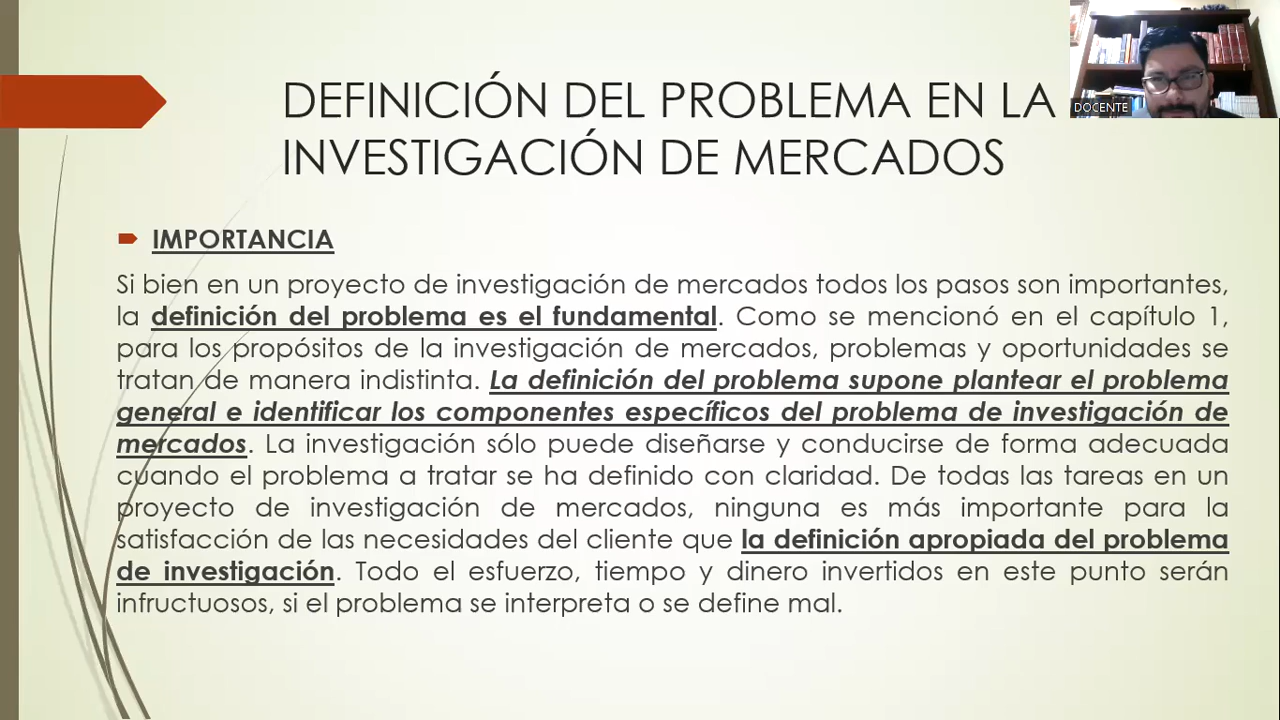 DEFINICIÓN DEL PROBLEMA EN LA
INVESTIGACIÓN DE MERCADOS
DOCENTE
IMPORTANCIA
Si bien en un proyecto de investigación de mercados todos los pasos son importantes,
la definición del problema es el fundamental. Como se mencionó en el capítulo 1,
para los propósitos de la investigación de mercados, problemas y oportunidades se
tratan de manera indistinta. La definición del problema supone plantear el problema
general e identificar los componentes específicos del problema de investigación de
mercados. La investigación sólo puede diseñarse y conducirse de forma adecuada
cuando el problema a tratar se ha definido con claridad. De todas las tareas en un
proyecto de investigación de mercados, ninguna es más importante para la
satisfacción de las necesidades del cliente que la definición apropiada del problema
de investigación. Todo el esfuerzo, tiempo y dinero invertidos en este punto serán
infructuosos, si el problema se interpreta o se define mal.